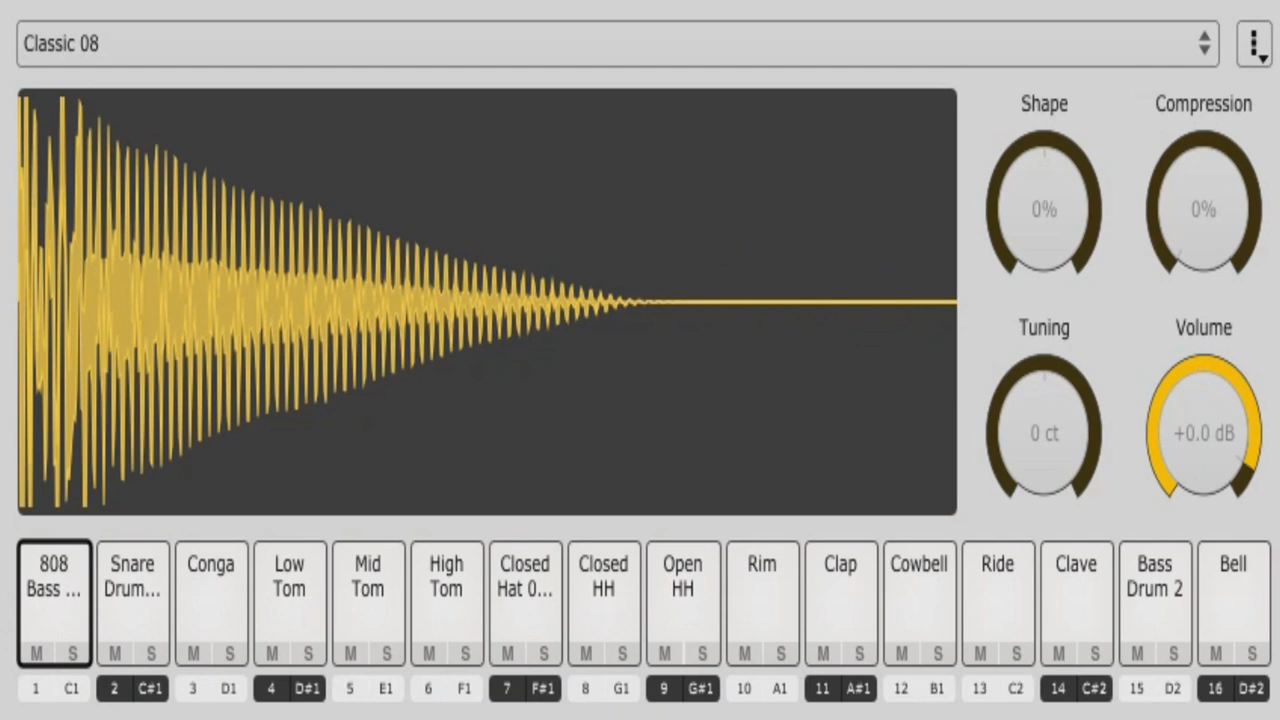 Classic 08
Shape Compression
0% 0%
Tuning Volume
0 ct +0.0 dB
808 Snare Conga Low Mid High Closed Closed Open Rim Clap Cowbell Ride Clave Bass Bell
Bass ... Drum... Tom Tom Tom Hat 0... HH HH Drum 2
M S M S M S M S M S M S M S M S M S M S M S M S M S M S M S M S
1 C1 2 C#1 3 D1 4 D#1 5 E1 6 F1 7 F#1 8 G1 9 G#1 10 A1 11 A#1 12 B1 13 C2 14 C#2 15 D2 16 D#2